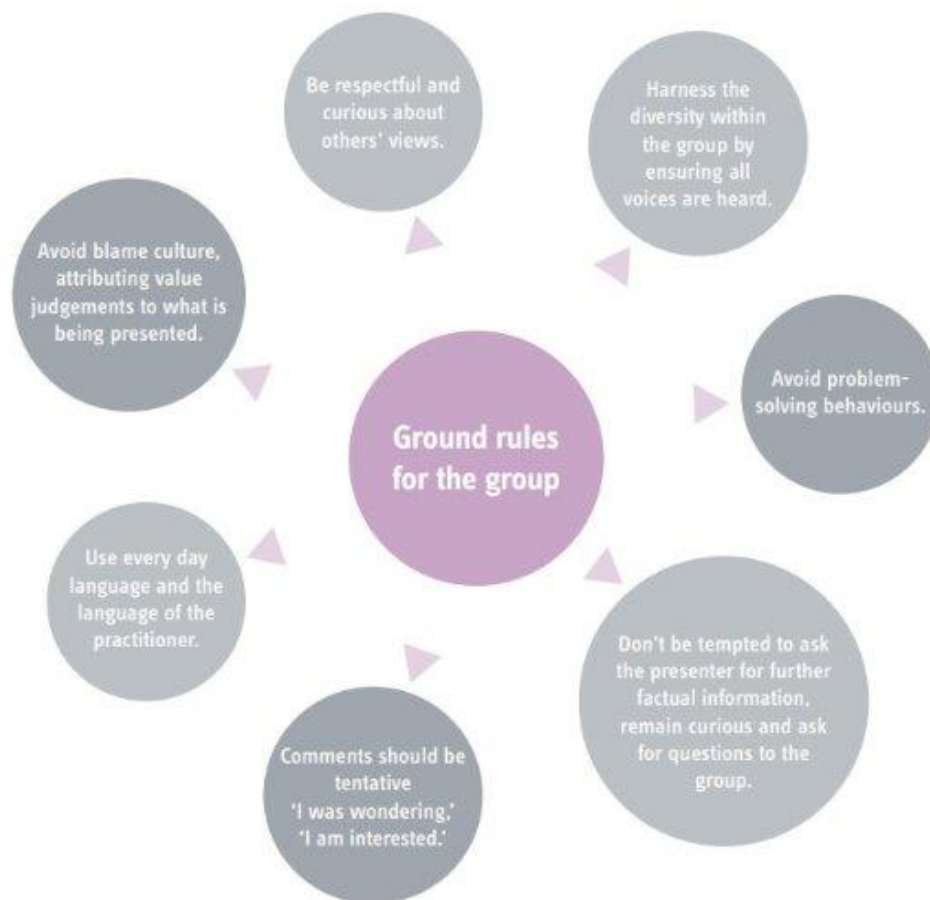 Ground rules
for the group
Be respectful and
curious about
others' views.
Harness the
diversity within
the group by
ensuring all
voices are heard.
Avoid problem-
solving behaviours.
Don't be tempted to ask
the presenter for further
factual information,
remain curious and ask
for questions to the
group.
Comments should be
tentative
'I was wondering,'
'I am interested.'
Use every day
language and the
language of the
practitioner.
Avoid blame culture,
attributing value
judgements to what is
being presented.